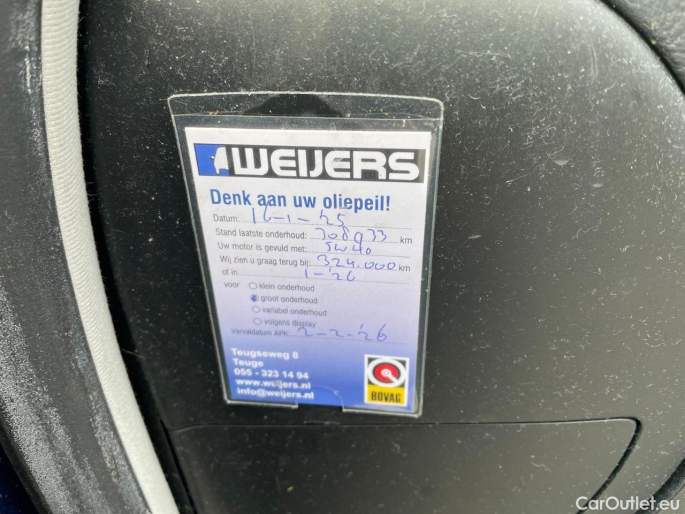 WEIJERS
Denk aan uw oliepeil!
Datum: 16-1-'25
Stand laatste onderhoud: 308933 km
Uw motor is gevuld met: 5W40
Wij zien u graag terug bij: 324.000 km
of in 1-'26
voor klein onderhoud
groot onderhoud
variabel onderhoud
volgens display
Vervaldatum APK: 2-2-'26
Teugseweg 8
Teuge
055 - 323 14 94
www.weijers.nl
info@weijers.nl
BOVAG
CarOutlet.eu